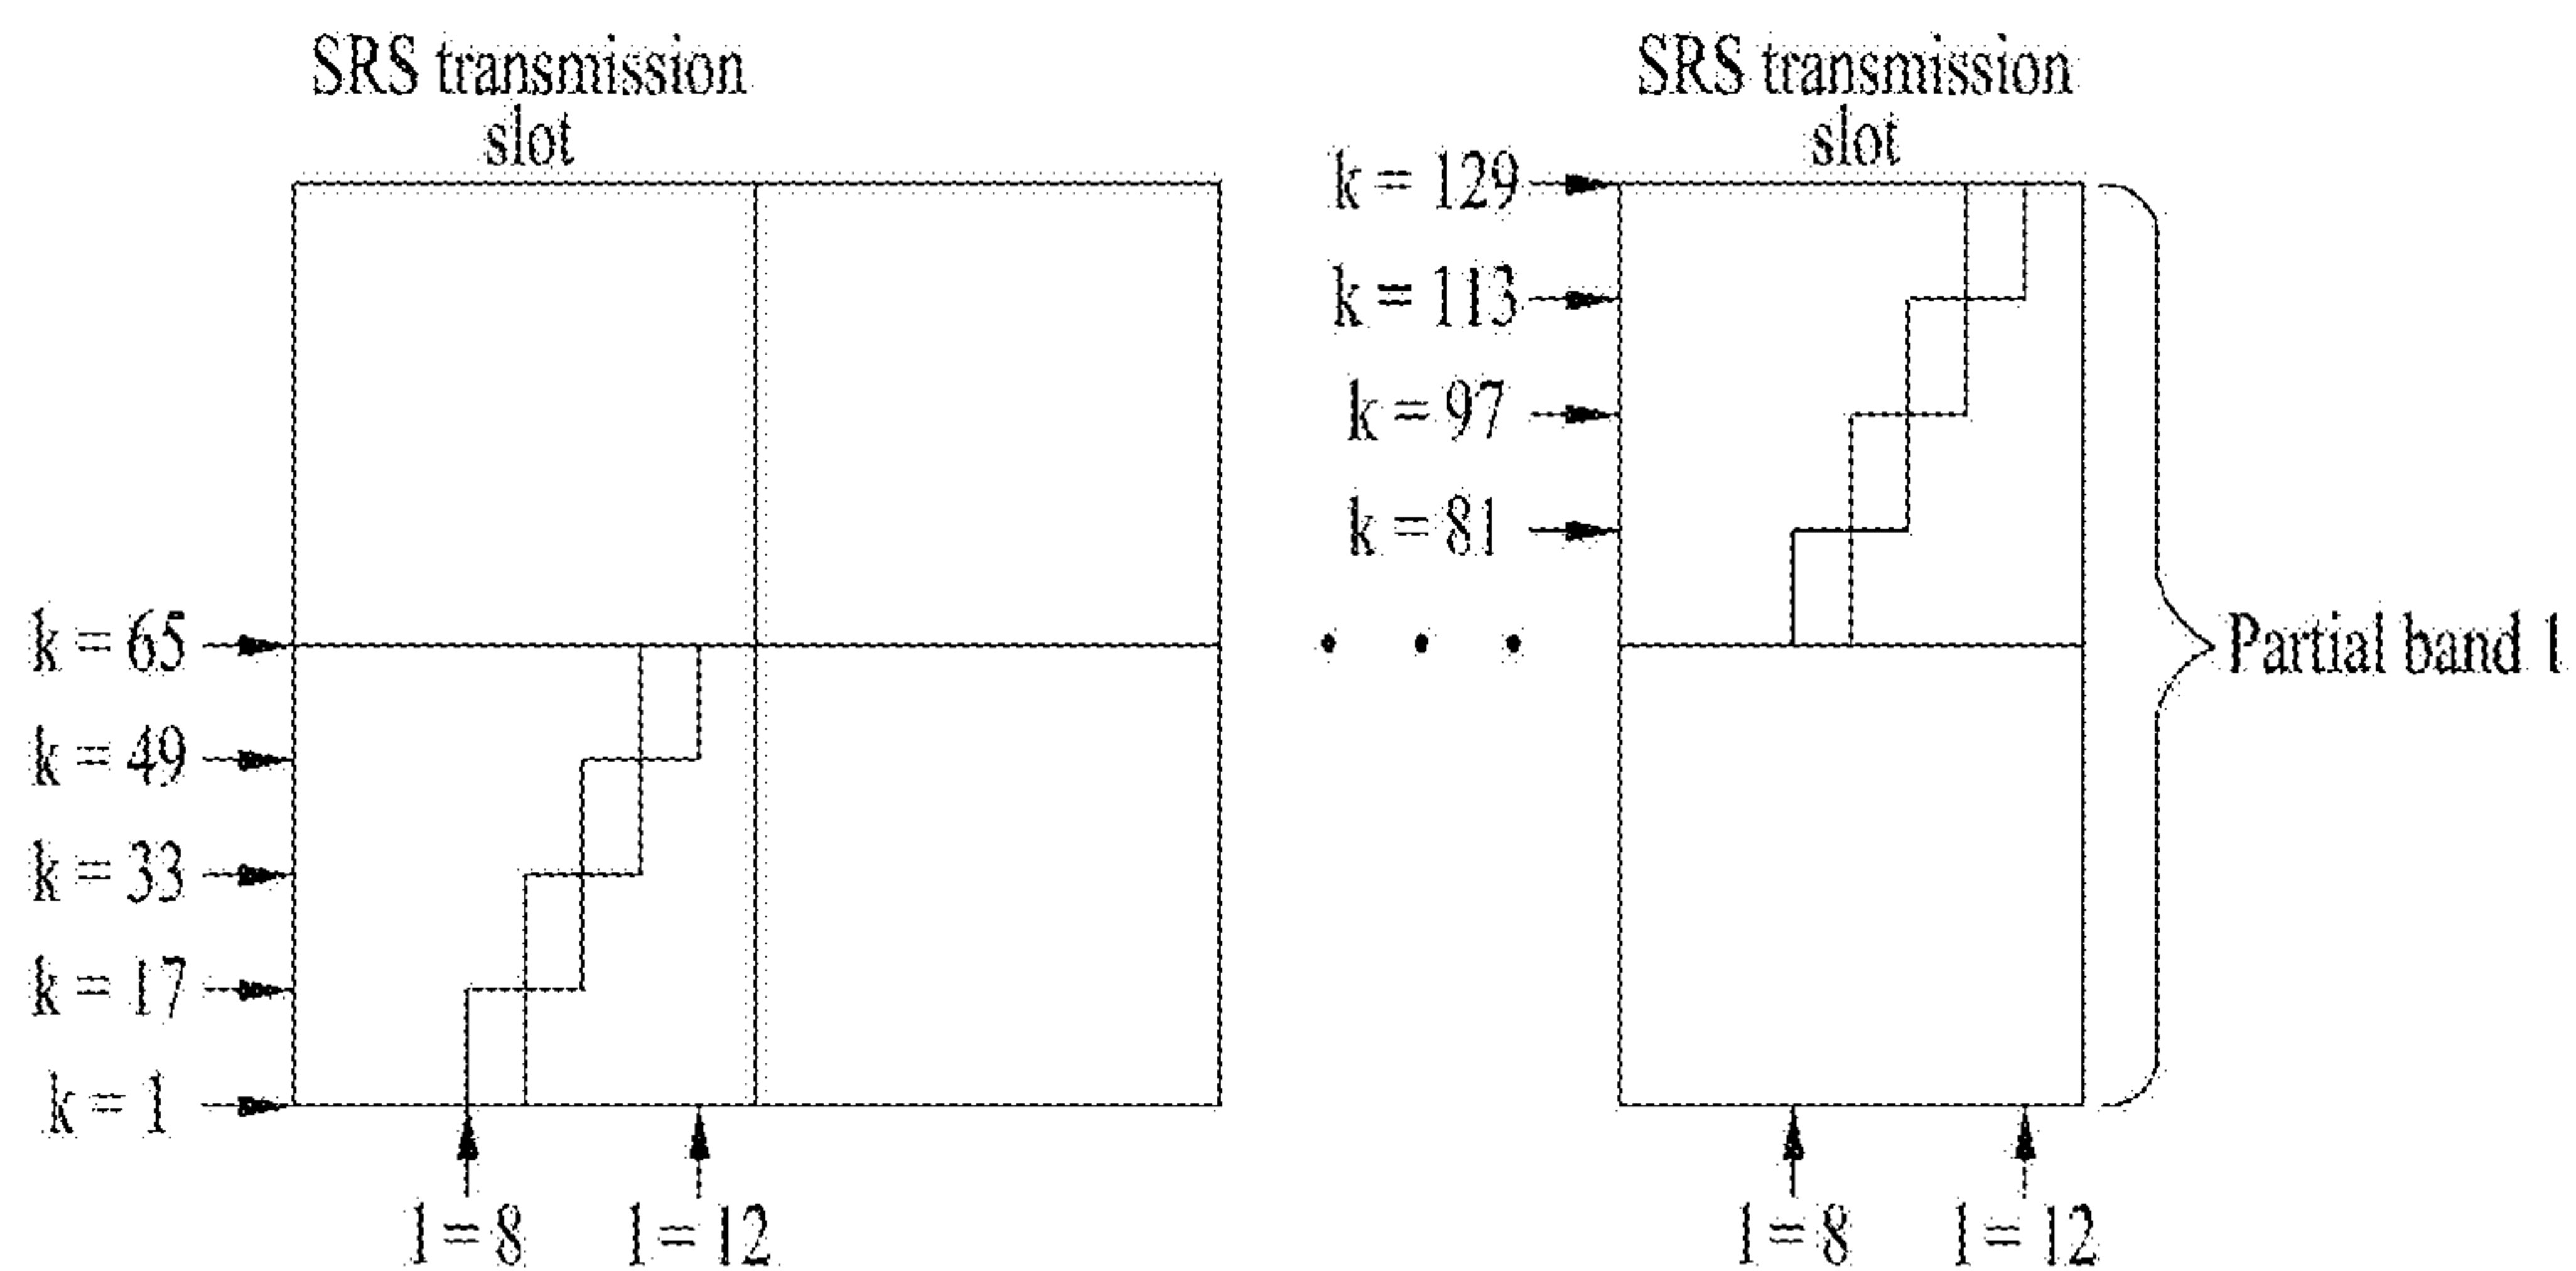 SRS transmission
slot
k = 65
k = 49
k = 33
k = 17
k = 1
l = 8
l = 12
SRS transmission
slot
k = 129
k = 113
k = 97
k = 81
• • •
l = 8
l = 12
Partial band 1